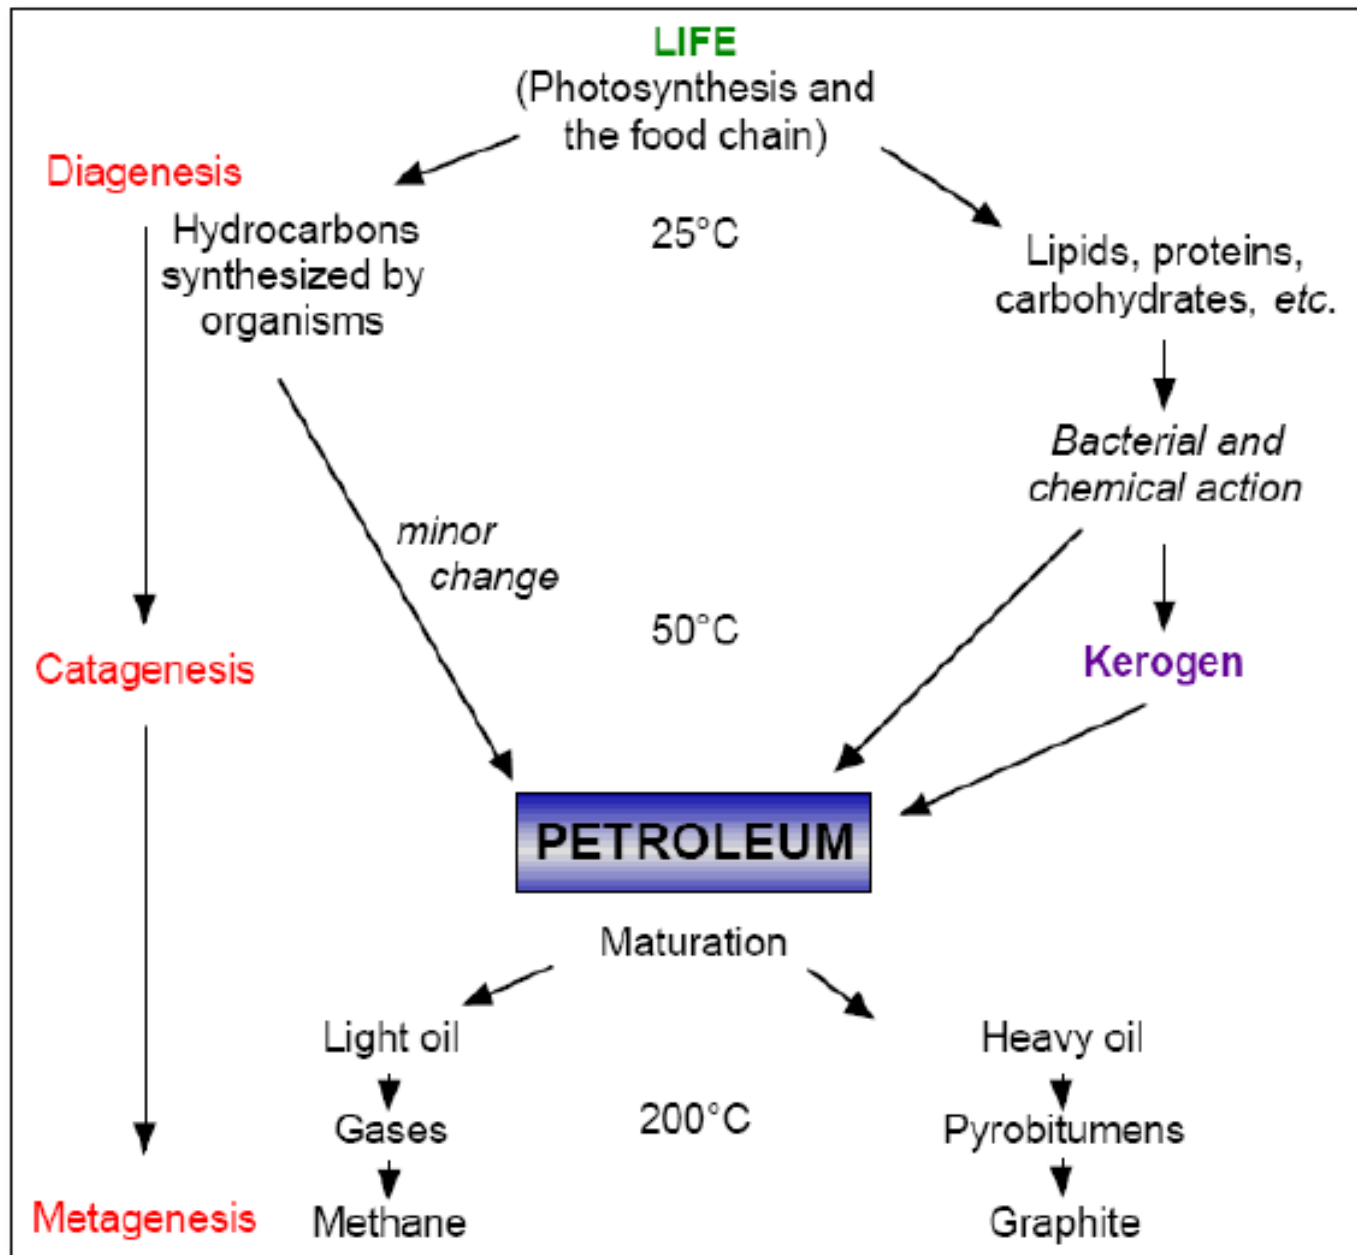 LIFE
(Photosynthesis and
the food chain)
Diagenesis
Hydrocarbons
synthesized by
organisms
25°C
Lipids, proteins,
carbohydrates, etc.
Bacterial and
chemical action
minor
change
50°C
Catagenesis
Kerogen
PETROLEUM
Maturation
Light oil
Heavy oil
Gases
200°C
Pyrobitumens
Metagenesis
Methane
Graphite